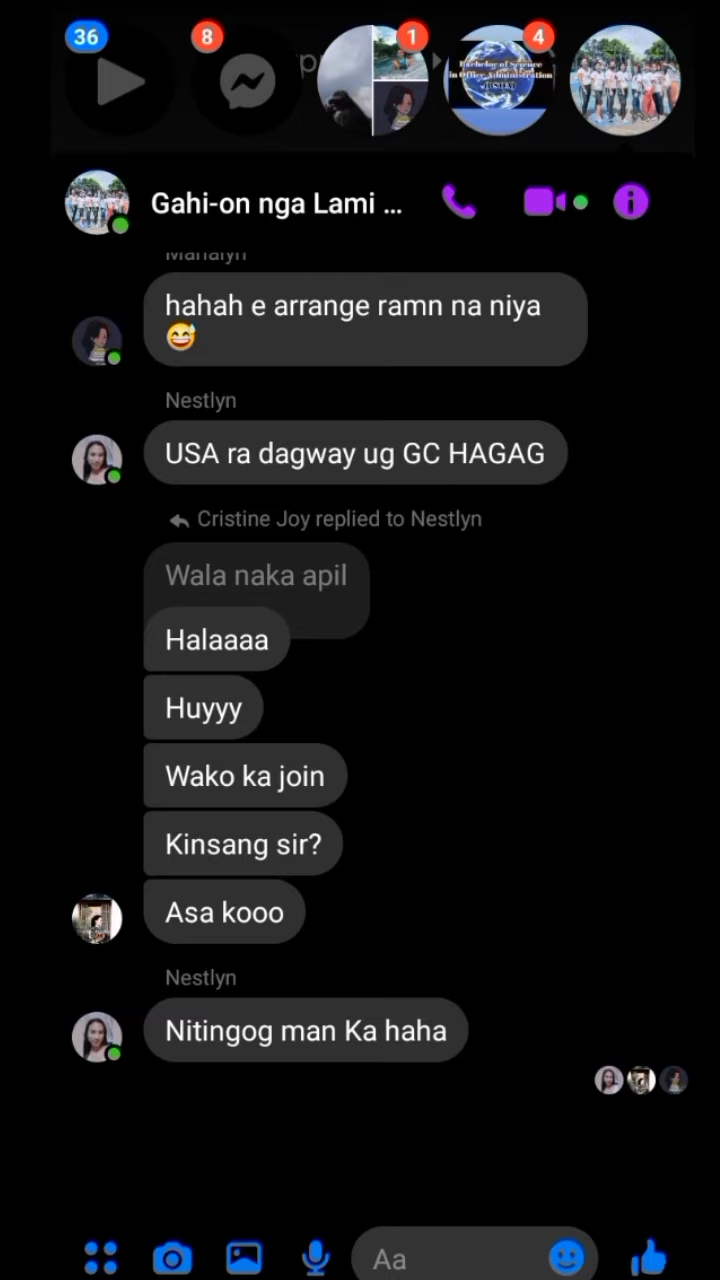 36
8
1
4
Bachelor of Science
in Office Administration
Gahi-on nga Lami ...
Manalyn
hahah e arrange ramn na niya
😅
Nestlyn
USA ra dagway ug GC HAGAG
Cristine Joy replied to Nestlyn
Wala naka apil
Halaaaa
Huyyy
Wako ka join
Kinsang sir?
Asa kooo
Nestlyn
Nitingog man Ka haha
Aa